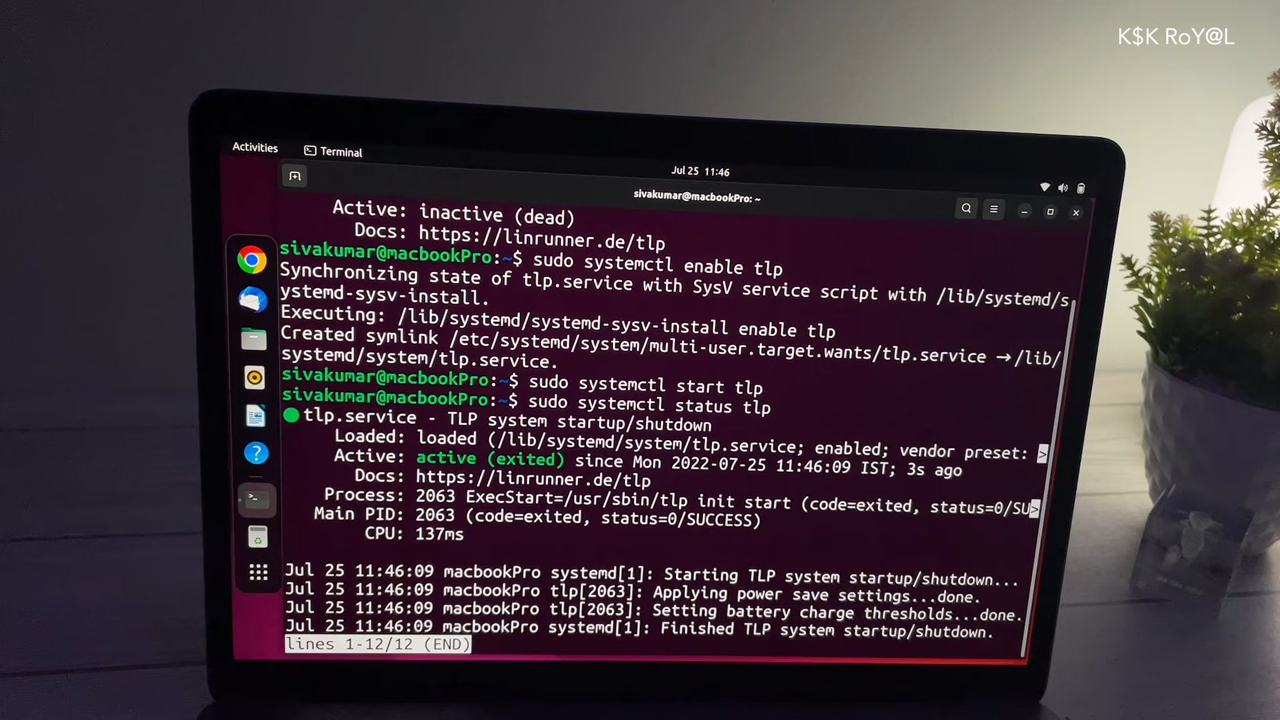 K$K RoY@L
Activities
Terminal
Jul 25 11:46
sivakumar@macbookPro: ~
Active: inactive (dead)
Docs: https://linrunner.de/tlp
sivakumar@macbookPro:~$ sudo systemctl enable tlp
Synchronizing state of tlp.service with SysV service script with /lib/systemd/s
ystemd-sysv-install.
Executing: /lib/systemd/systemd-sysv-install enable tlp
Created symlink /etc/systemd/system/multi-user.target.wants/tlp.service →/lib/
systemd/system/tlp.service.
sivakumar@macbookPro:~$ sudo systemctl start tlp
sivakumar@macbookPro:~$ sudo systemctl status tlp
●tlp.service - TLP system startup/shutdown
Loaded: loaded (/lib/systemd/system/tlp.service; enabled; vendor preset: >
Active: active (exited) since Mon 2022-07-25 11:46:09 IST; 3s ago
Docs: https://linrunner.de/tlp
Process: 2063 ExecStart=/usr/sbin/tlp init start (code=exited, status=0/SU>
Main PID: 2063 (code=exited, status=0/SUCCESS)
CPU: 137ms
Jul 25 11:46:09 macbookPro systemd[1]: Starting TLP system startup/shutdown...
Jul 25 11:46:09 macbookPro tlp[2063]: Applying power save settings...done.
Jul 25 11:46:09 macbookPro tlp[2063]: Setting battery charge thresholds...done.
Jul 25 11:46:09 macbookPro systemd[1]: Finished TLP system startup/shutdown.
lines 1-12/12 (END)